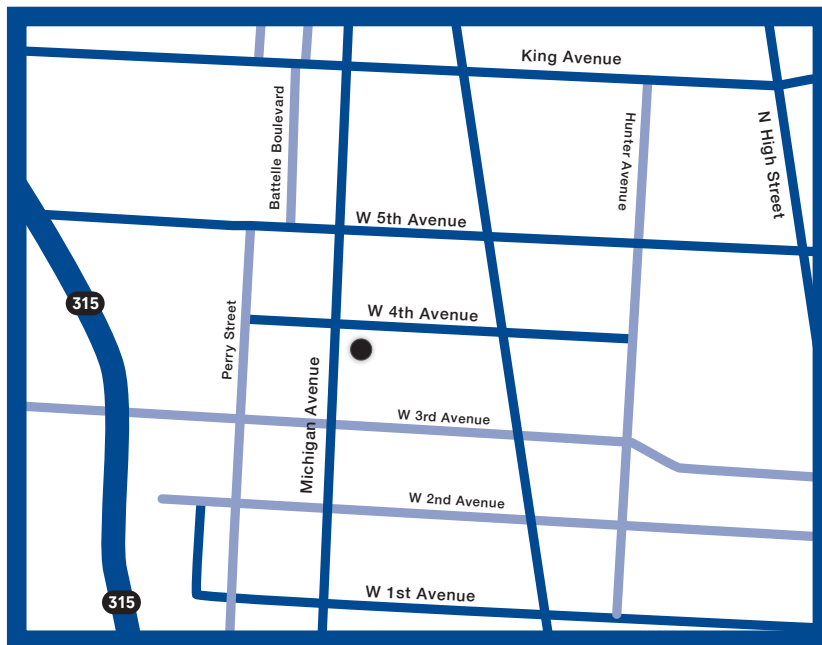 King Avenue
Battelle Boulevard
Hunter Avenue
N High Street
W 5th Avenue
315
W 4th Avenue
Perry Street
Michigan Avenue
W 3rd Avenue
W 2nd Avenue
W 1st Avenue
315